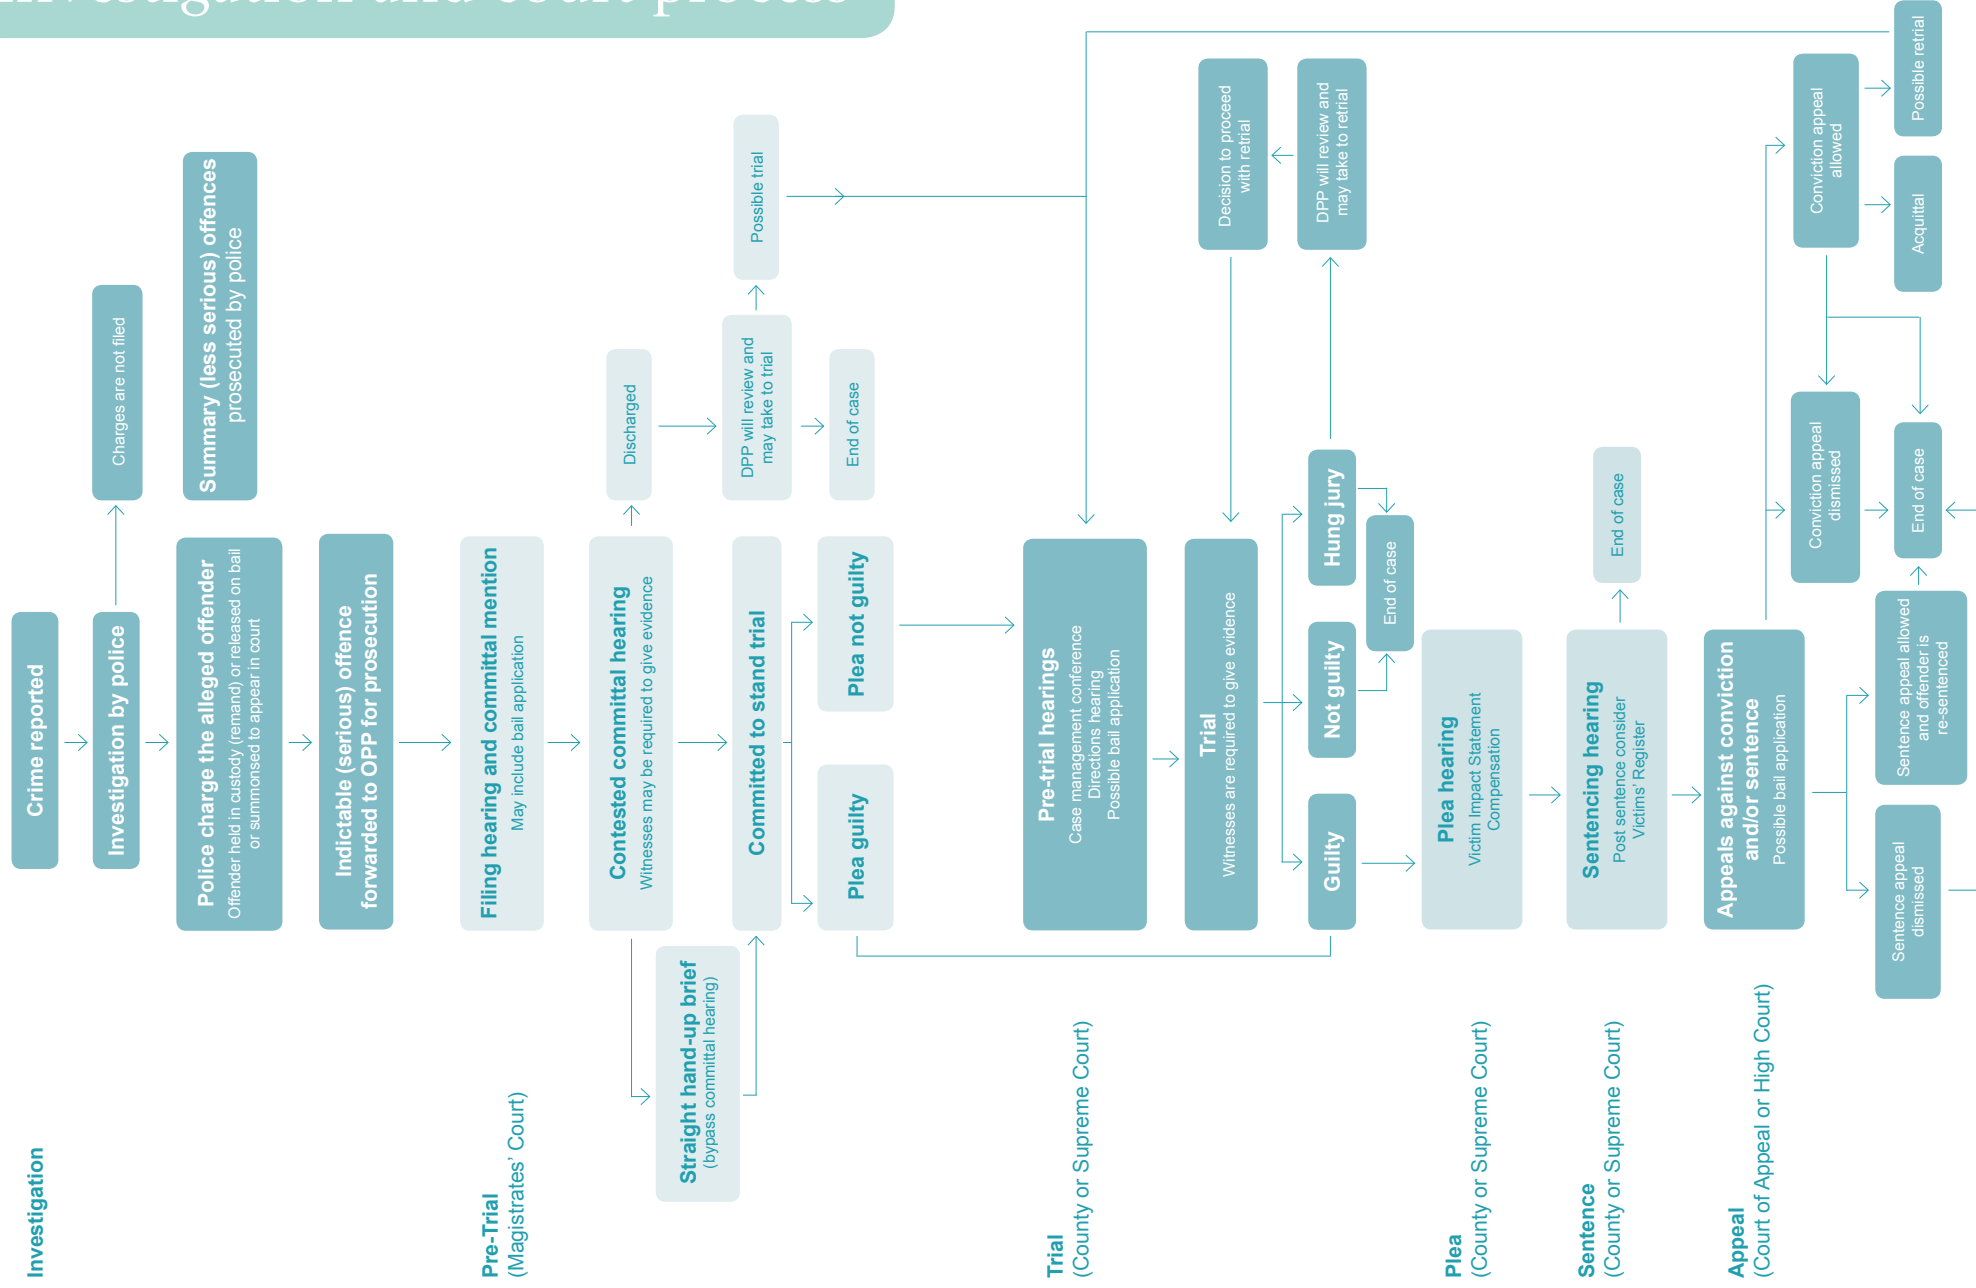 investigation and court process
Investigation
Crime reported
Investigation by police
Charges are not filed
Police charge the alleged offender
Offender held in custody (remand) or released on bail
or summonsed to appear in court
Summary (less serious) offences
prosecuted by police
Indictable (serious) offence
forwarded to OPP for prosecution
Pre-Trial
(Magistrates’ Court)
Filing hearing and committal mention
May include bail application
Contested committal hearing
Witnesses may be required to give evidence
Discharged
Straight hand-up brief
(bypass committal hearing)
Committed to stand trial
DPP will review and
may take to trial
Possible trial
Plea guilty
Plea not guilty
End of case
Trial
(County or Supreme Court)
Pre-trial hearings
Case management conference
Directions hearing
Possible bail application
Trial
Witnesses are required to give evidence
Decision to proceed
with retrial
Guilty
Not guilty
Hung jury
DPP will review and
may take to retrial
End of case
Plea
(County or Supreme Court)
Plea hearing
Victim Impact Statement
Compensation
Sentence
(County or Supreme Court)
Sentencing hearing
Post sentence consider
Victims’ Register
End of case
Appeal
(Court of Appeal or High Court)
Appeals against conviction
and/or sentence
Possible bail application
Conviction appeal
dismissed
Conviction appeal
allowed
Sentence appeal
dismissed
Sentence appeal allowed
and offender is
re-sentenced
End of case
Acquittal
Possible retrial